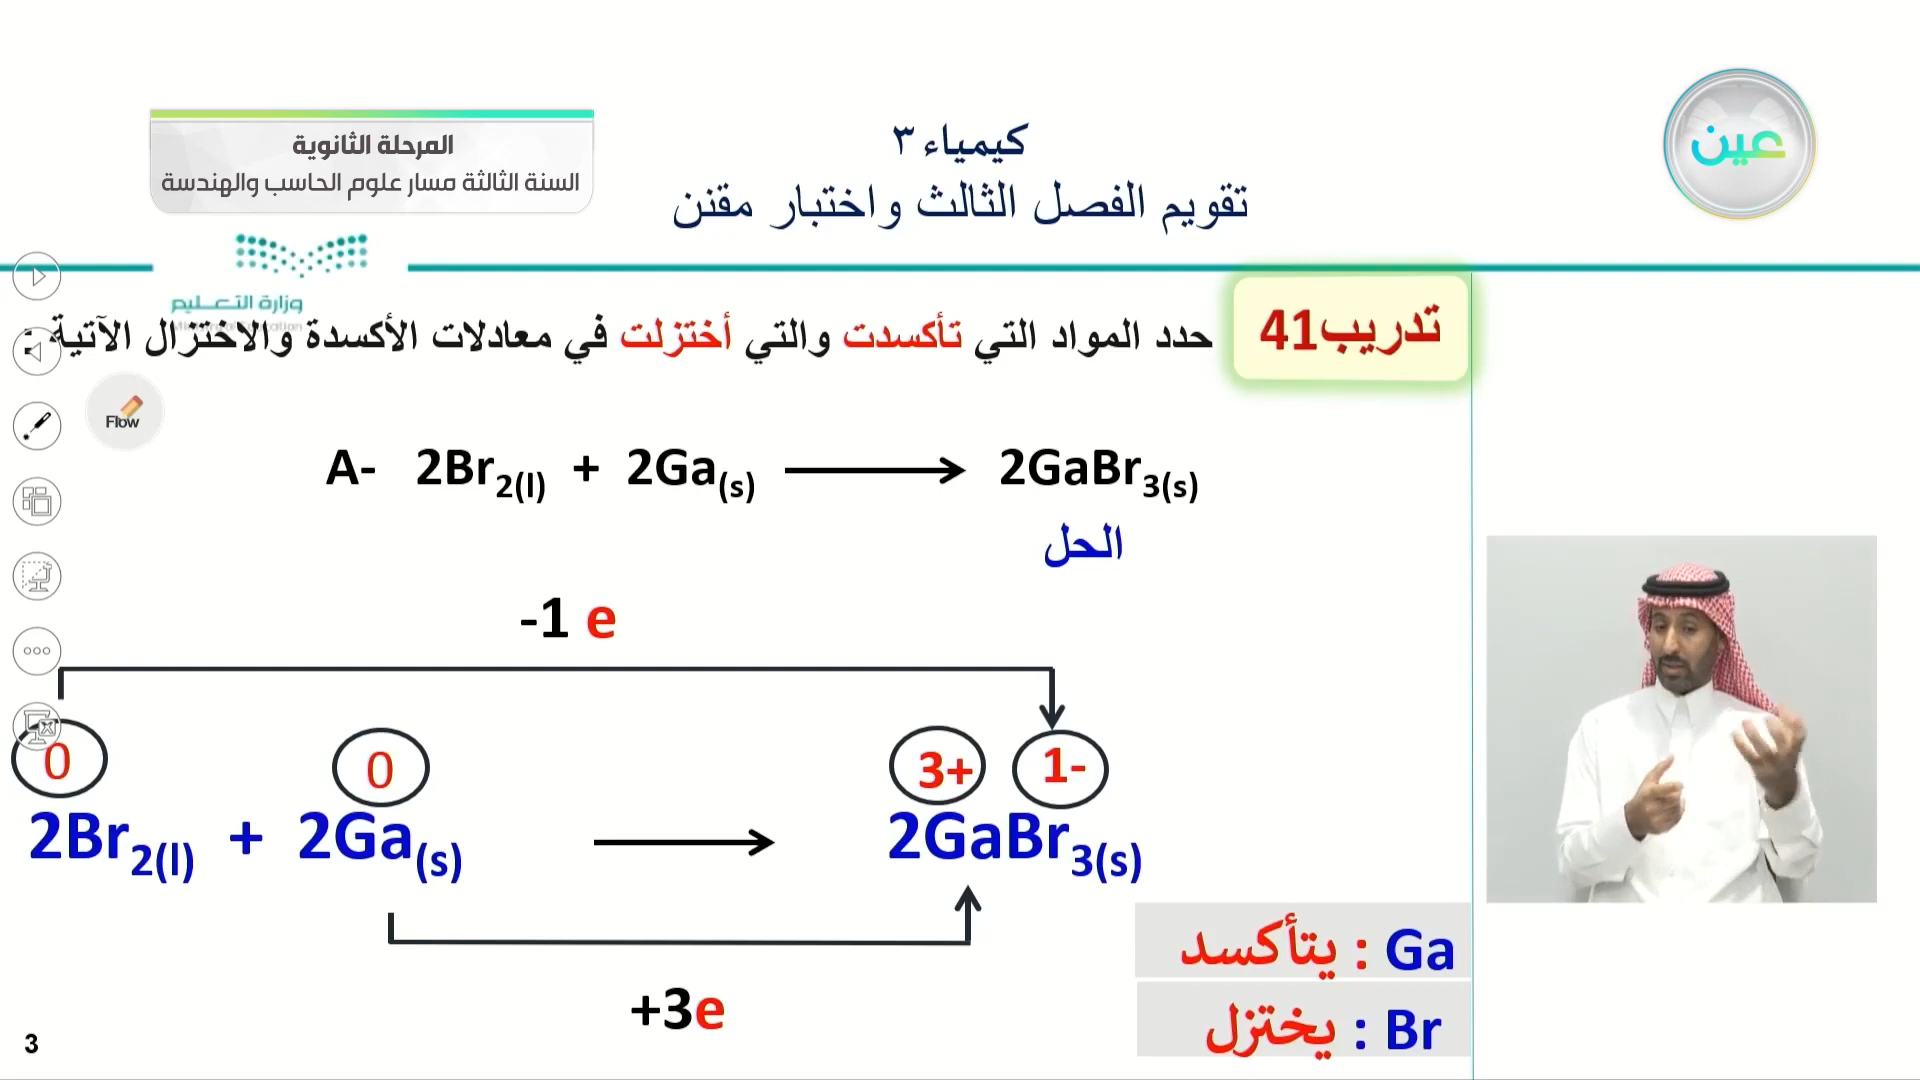 المرحلة الثانوية
السنة الثالثة مسار علوم الحاسب والهندسة
كيمياء ٣
تقويم الفصل الثالث واختبار مقنن
عين
وزارة التعليم
تدريب41
حدد المواد التي تأكسدت والتي أختزلت في معادلات الأكسدة والاختزال الآتية :
Flow
A- 2Br2(l) + 2Ga(s) ⟶ 2GaBr3(s)
الحل
-1 e
0 0 3+ 1-
2Br2(l) + 2Ga(s) ⟶ 2GaBr3(s)
+3e
Ga : يتأكسد
Br : يختزل
3